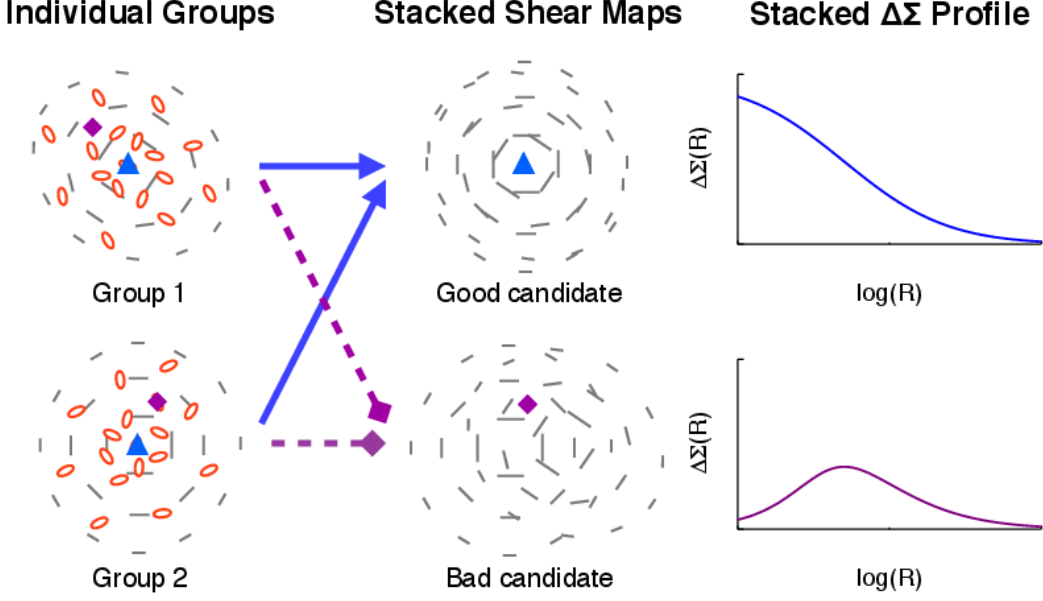 Individual Groups
Stacked Shear Maps
Stacked ΔΣ Profile
Group 1
Good candidate
ΔΣ(R)
log(R)
Group 2
Bad candidate
ΔΣ(R)
log(R)